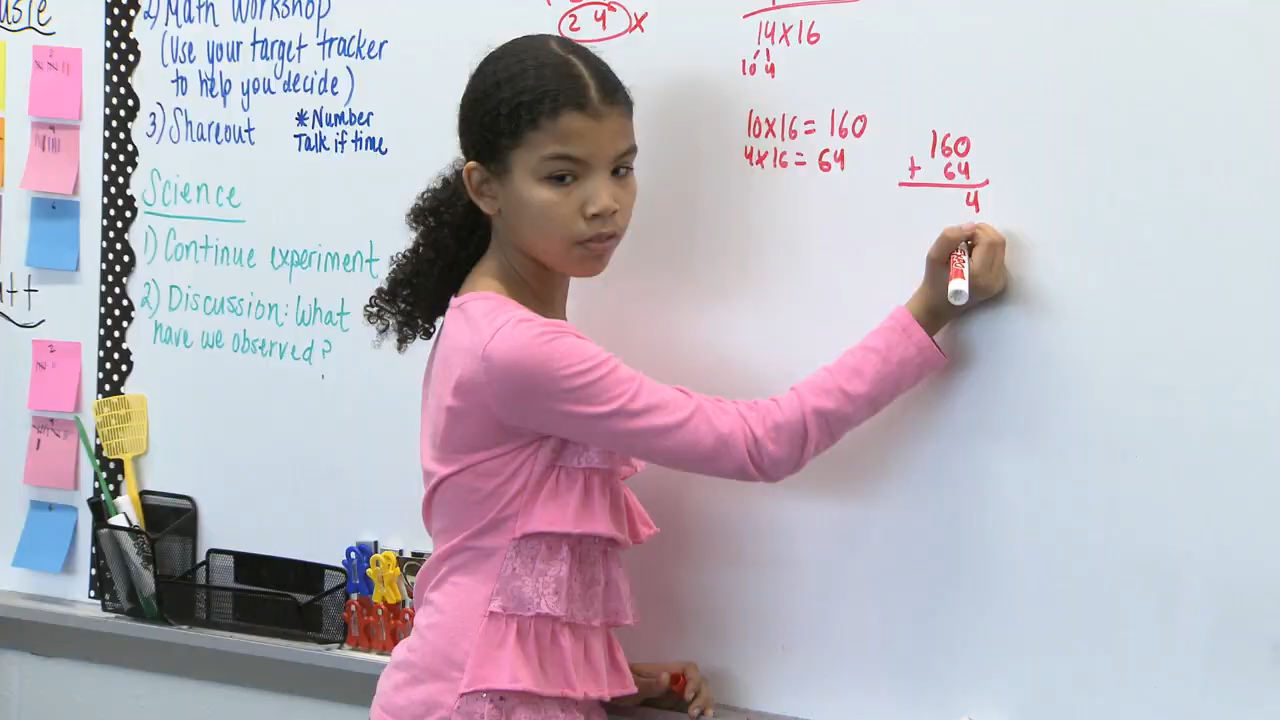 2) Math Workshop
(Use your target tracker
to help you decide)
3) Shareout
*Number
Talk if time
Science
1) Continue experiment
2) Discussion: What
have we observed?
24 x
14x16
10 4
10x16 = 160
4x16 = 64
160
+ 64
4